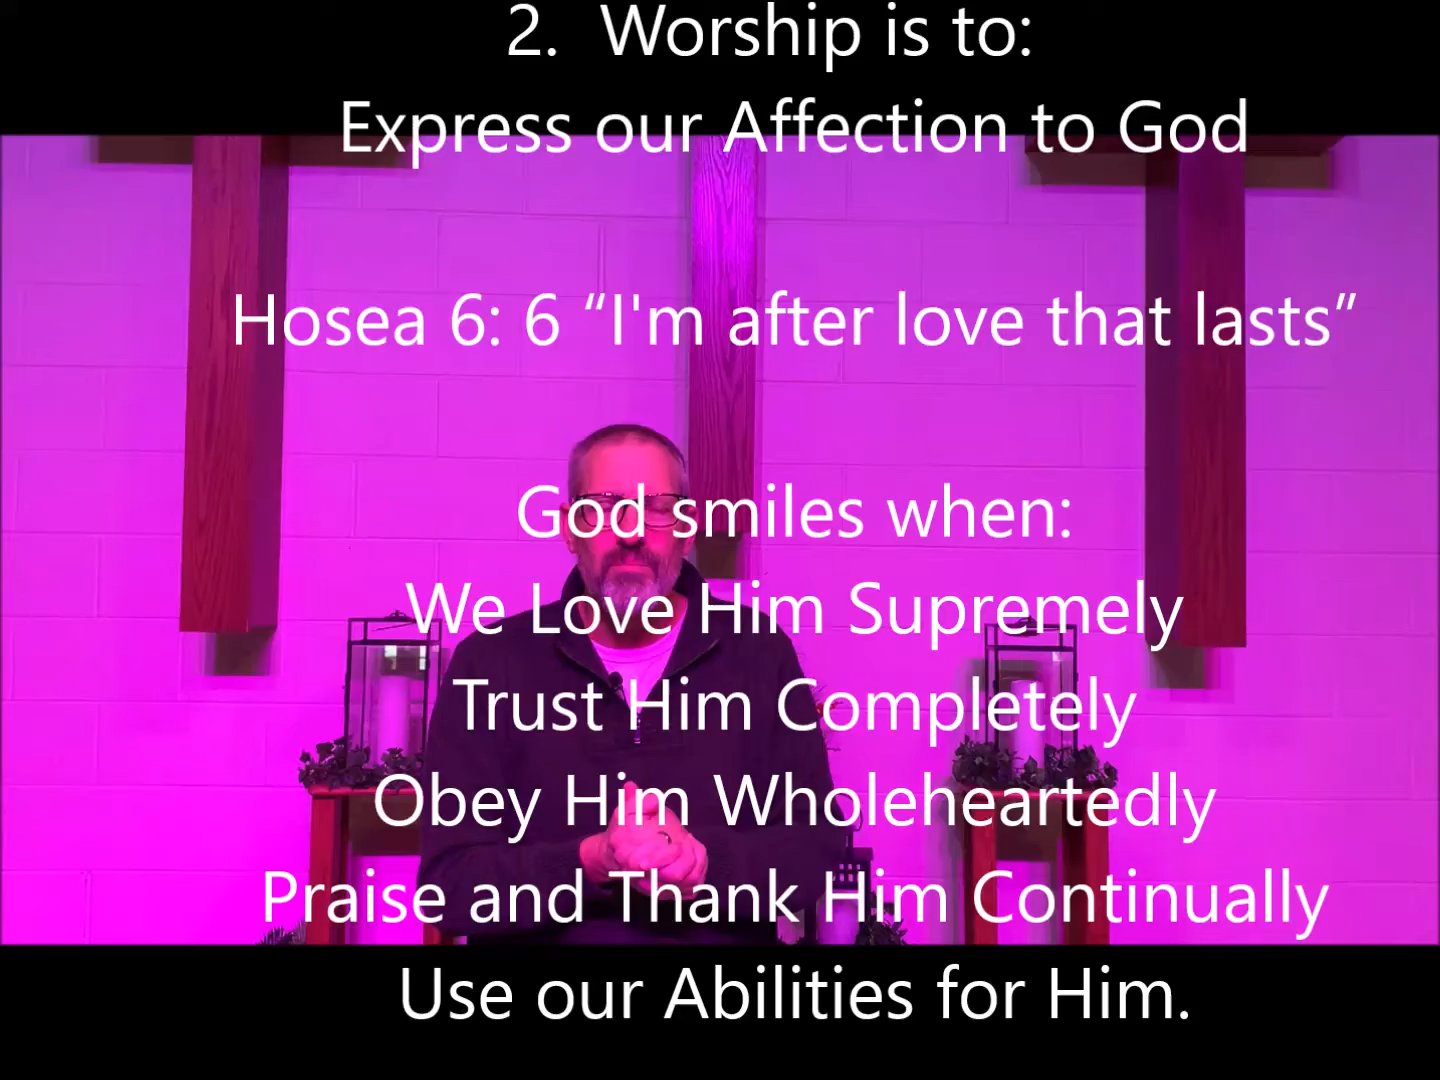 2.  Worship is to:
Express our Affection to God
Hosea 6: 6 “I'm after love that lasts”
God smiles when:
We Love Him Supremely
Trust Him Completely
Obey Him Wholeheartedly
Praise and Thank Him Continually
Use our Abilities for Him.